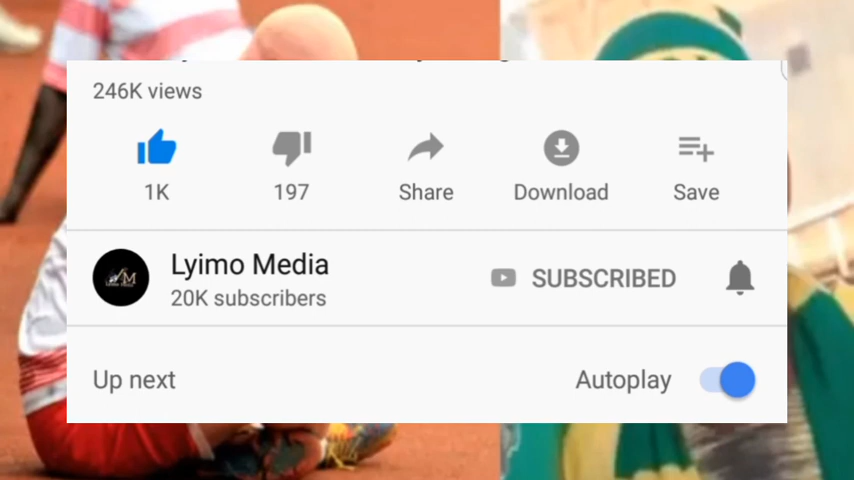 246K views
1K 197 Share Download Save
Lyimo Media
20K subscribers
SUBSCRIBED
Up next Autoplay